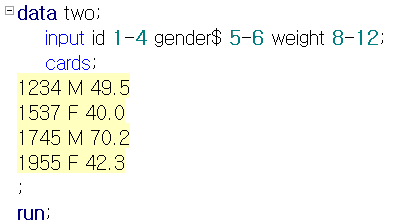 data two;
input id 1-4 gender$ 5-6 weight 8-12;
cards;
1234 M 49.5
1537 F 40.0
1745 M 70.2
1955 F 42.3
;
run;